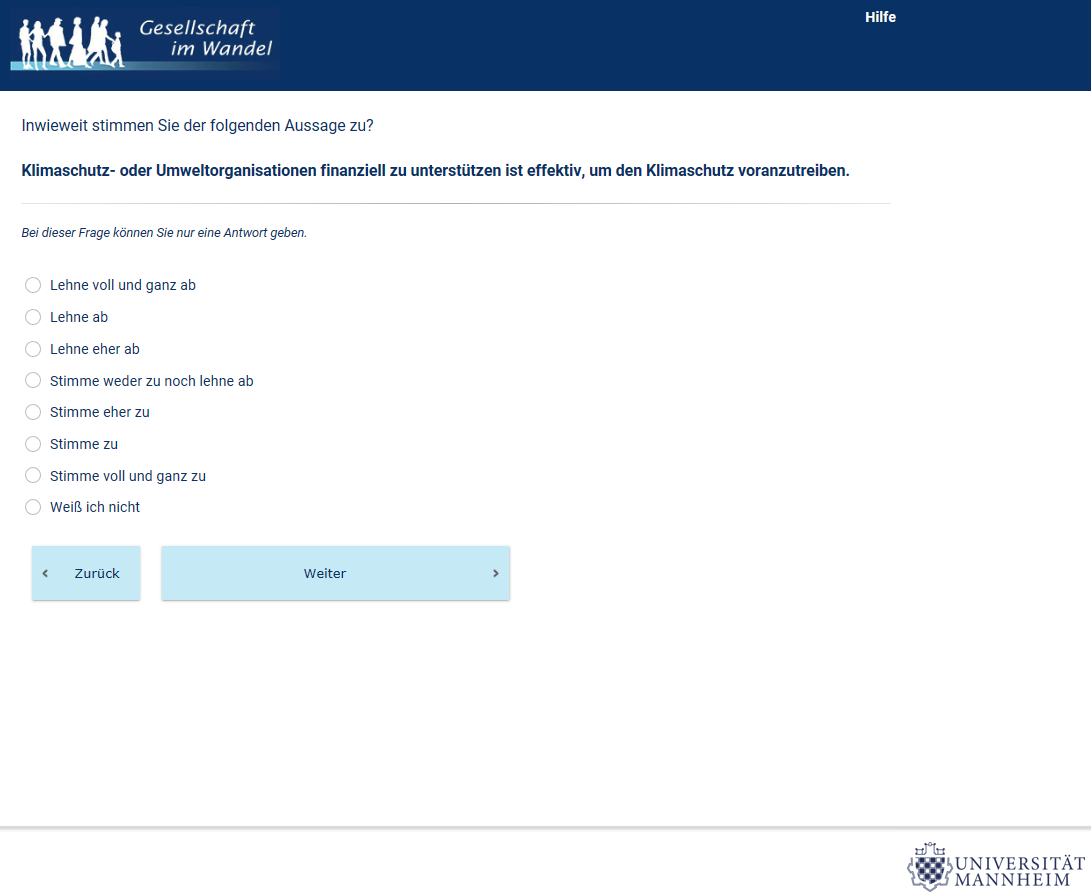 Gesellschaft
im Wandel
Hilfe
Inwieweit stimmen Sie der folgenden Aussage zu?
Klimaschutz- oder Umweltorganisationen finanziell zu unterstützen ist effektiv, um den Klimaschutz voranzutreiben.
Bei dieser Frage können Sie nur eine Antwort geben.
Lehne voll und ganz ab
Lehne ab
Lehne eher ab
Stimme weder zu noch lehne ab
Stimme eher zu
Stimme zu
Stimme voll und ganz zu
Weiß ich nicht
Zurück
Weiter
UNIVERSITÄT
MANNHEIM